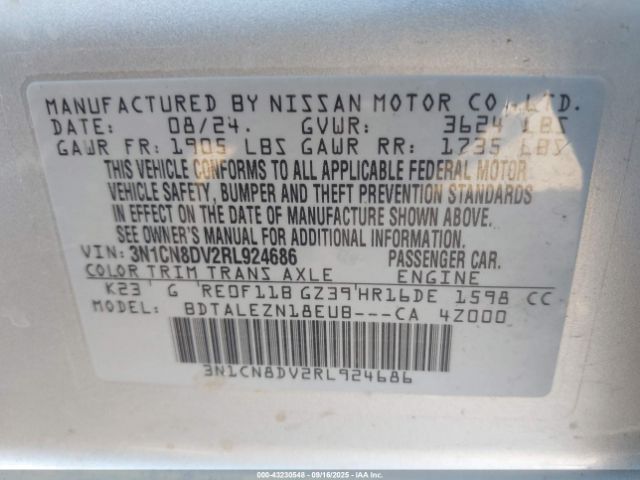 MANUFACTURED BY NISSAN MOTOR CO., LTD.
DATE: 08/24. GVWR: 3624 LBS
GAWR FR: 1905 LBS GAWR RR: 1735 LBS
THIS VEHICLE CONFORMS TO ALL APPLICABLE FEDERAL MOTOR
VEHICLE SAFETY, BUMPER AND THEFT PREVENTION STANDARDS
IN EFFECT ON THE DATE OF MANUFACTURE SHOWN ABOVE.
SEE OWNER'S MANUAL FOR ADDITIONAL INFORMATION.
VIN: 3N1CN8DV2RL924686 PASSENGER CAR.
COLOR TRIM TRANS AXLE ENGINE
K23 G RE0F11B GZ39 HR16DE 1598 CC
MODEL: BDTALEZN18EUB---CA 4Z000
3N1CN8DV2RL924686
000-43230548 - 09/16/2025 - IAAI.COM